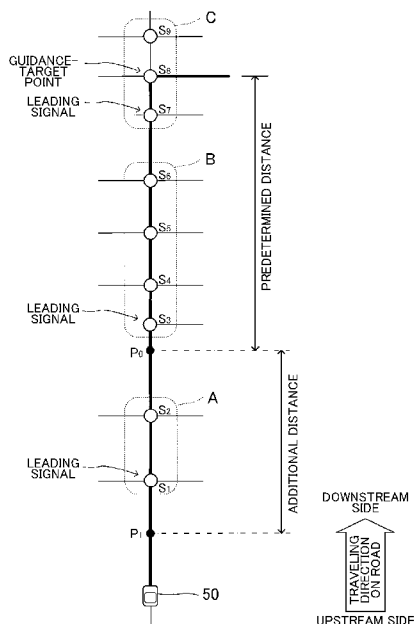 C
S9
GUIDANCE-
TARGET
POINT
S8
LEADING
SIGNAL
S7
B
S6
S5
S4
LEADING
SIGNAL
S3
PREDETERMINED DISTANCE
P0
A
S2
LEADING
SIGNAL
S1
ADDITIONAL DISTANCE
P1
50
DOWNSTREAM
SIDE
TRAVELING
DIRECTION
ON ROAD
UPSTREAM SIDE